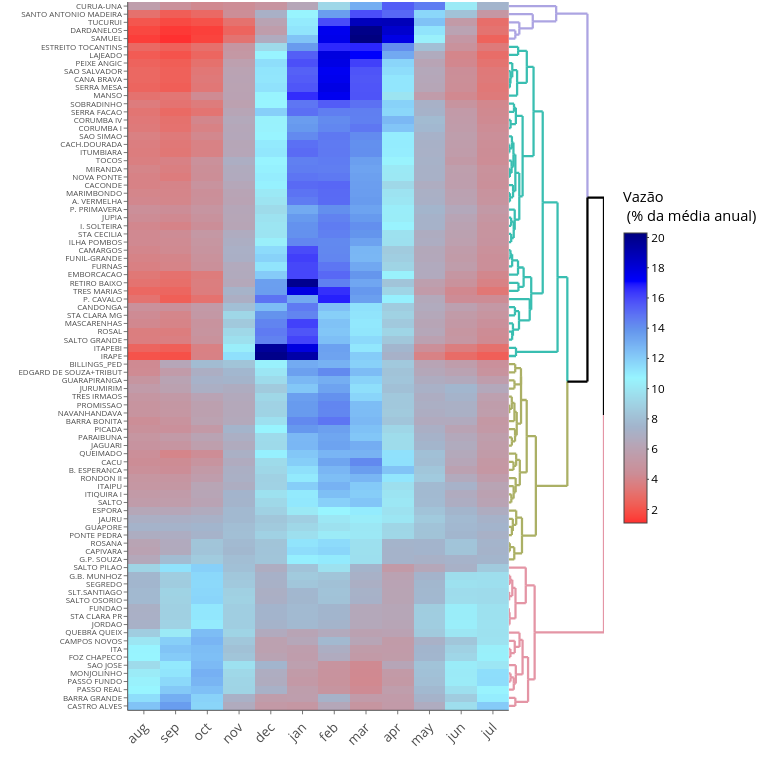 CURUA-UNA
SANTO ANTONIO MADEIRA
TUCURUI
DARDANELOS
SAMUEL
ESTREITO TOCANTINS
LAJEADO
PEIXE ANGIC
SAO SALVADOR
CANA BRAVA
SERRA MESA
MANSO
SOBRADINHO
SERRA FACAO
CORUMBA IV
CORUMBA I
SAO SIMAO
CACH.DOURADA
ITUMBIARA
TOCOS
MIRANDA
NOVA PONTE
CACONDE
MARIMBONDO
A. VERMELHA
P. PRIMAVERA
JUPIA
I. SOLTEIRA
STA CECILIA
ILHA POMBOS
CAMARGOS
FUNIL-GRANDE
FURNAS
EMBORCACAO
RETIRO BAIXO
TRES MARIAS
P. CAVALO
CANDONGA
STA CLARA MG
MASCARENHAS
ROSAL
SALTO GRANDE
ITAPEBI
IRAPE
BILLINGS_PED
EDGARD DE SOUZA+TRIBUT
GUARAPIRANGA
JURUMIRIM
TRES IRMAOS
PROMISSAO
NAVANHANDAVA
BARRA BONITA
PICADA
PARAIBUNA
JAGUARI
QUEIMADO
CACU
B. ESPERANCA
RONDON II
ITAIPU
ITIQUIRA I
SALTO
ESPORA
JAURU
GUAPORE
PONTE PEDRA
ROSANA
CAPIVARA
G.P. SOUZA
SALTO PILAO
G.B. MUNHOZ
SEGREDO
SLT.SANTIAGO
SALTO OSORIO
FUNDAO
STA CLARA PR
JORDAO
QUEBRA QUEIX
CAMPOS NOVOS
ITA
FOZ CHAPECO
SAO JOSE
MONJOLINHO
PASSO FUNDO
PASSO REAL
BARRA GRANDE
CASTRO ALVES
aug sep oct nov dec jan feb mar apr may jun jul
Vazão
(% da média anual)
20
18
16
14
12
10
8
6
4
2